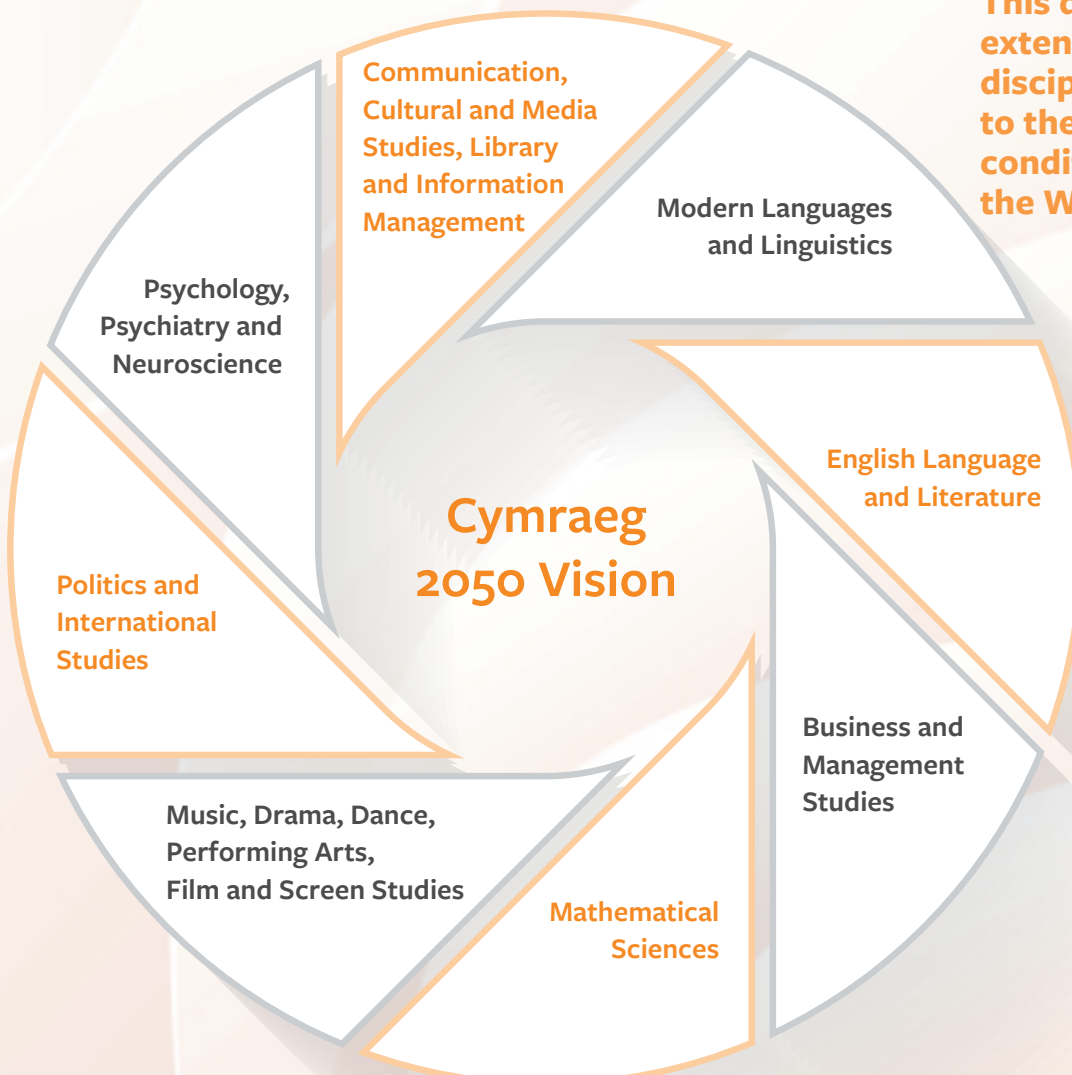 This
exten
discip
to the
condi
the W
Communication,
Cultural and Media
Studies, Library
and Information
Management
Modern Languages
and Linguistics
Psychology,
Psychiatry and
Neuroscience
English Language
and Literature
Cymraeg
2050 Vision
Politics and
International
Studies
Business and
Management
Studies
Music, Drama, Dance,
Performing Arts,
Film and Screen Studies
Mathematical
Sciences